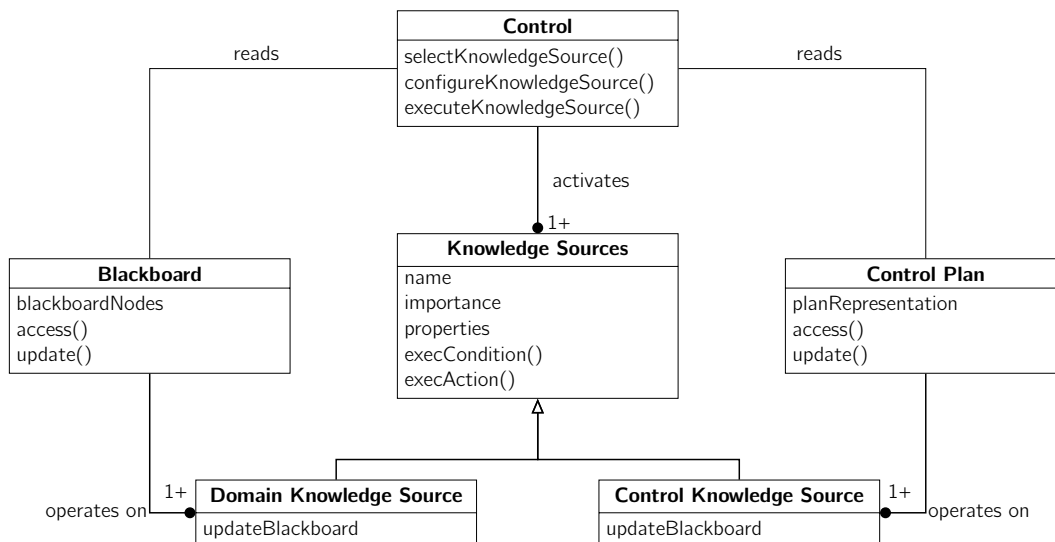 Control
selectKnowledgeSource()
configureKnowledgeSource()
executeKnowledgeSource()
reads
reads
activates
1+
Knowledge Sources
name
importance
properties
execCondition()
execAction()
Blackboard
blackboardNodes
access()
update()
Control Plan
planRepresentation
access()
update()
1+
operates on
Domain Knowledge Source
updateBlackboard
Control Knowledge Source
updateBlackboard
1+
operates on